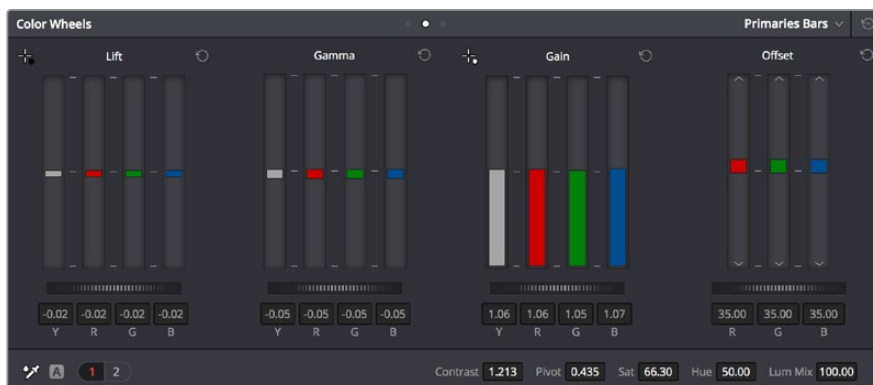 Color Wheels Primaries Bars
Lift Gamma Gain Offset
-0.02 -0.02 -0.02 -0.02 -0.05 -0.05 -0.05 -0.05 1.06 1.06 1.05 1.07 35.00 35.00 35.00
Y R G B Y R G B Y R G B R G B
A 1 2 Contrast 1.213 Pivot 0.435 Sat 66.30 Hue 50.00 Lum Mix 100.00